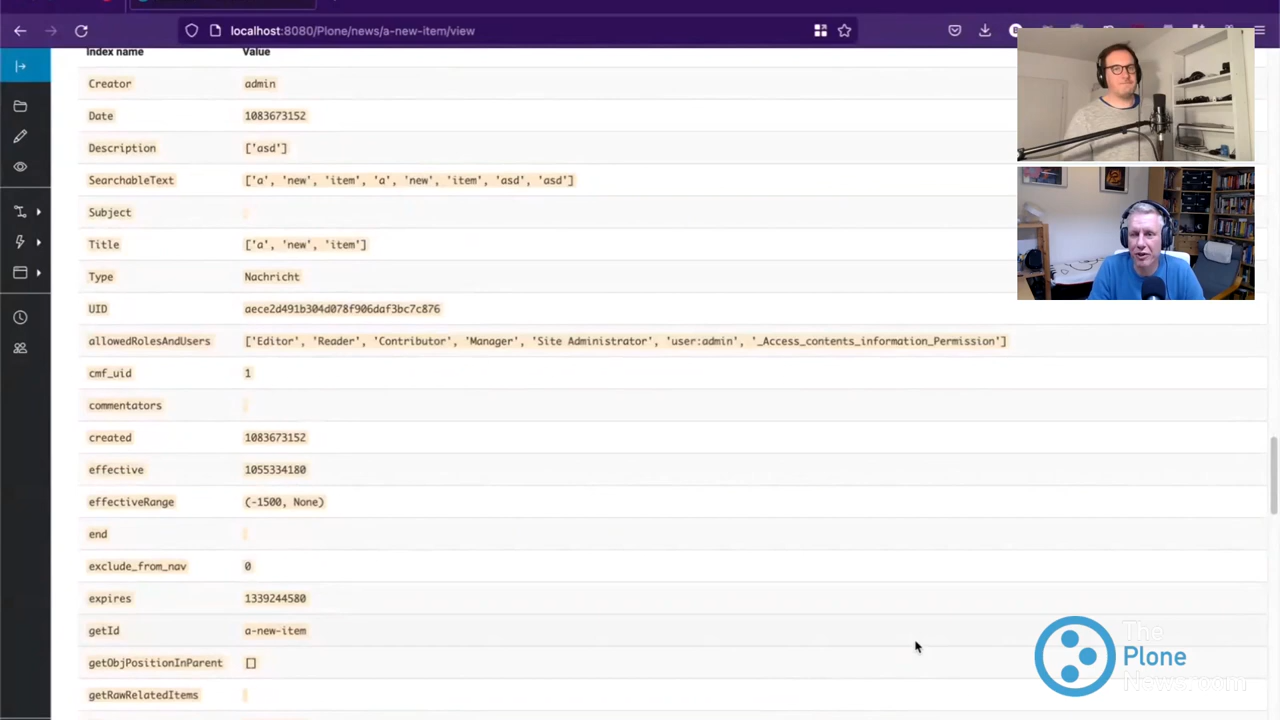 localhost:8080/Plone/news/a-new-item/view
Index name Value
Creator admin
Date 1083673152
Description ['asd']
SearchableText ['a', 'new', 'item', 'a', 'new', 'item', 'asd', 'asd']
Subject
Title ['a', 'new', 'item']
Type Nachricht
UID aece2d491b304d078f906daf3bc7c876
allowedRolesAndUsers ['Editor', 'Reader', 'Contributor', 'Manager', 'Site Administrator', 'user:admin', '_Access_contents_information_Permission']
cmf_uid 1
commentators
created 1083673152
effective 1055334180
effectiveRange (-1500, None)
end
exclude_from_nav 0
expires 1339244580
getId a-new-item
getObjPositionInParent []
getRawRelatedItems
The
Plone
Newsroom